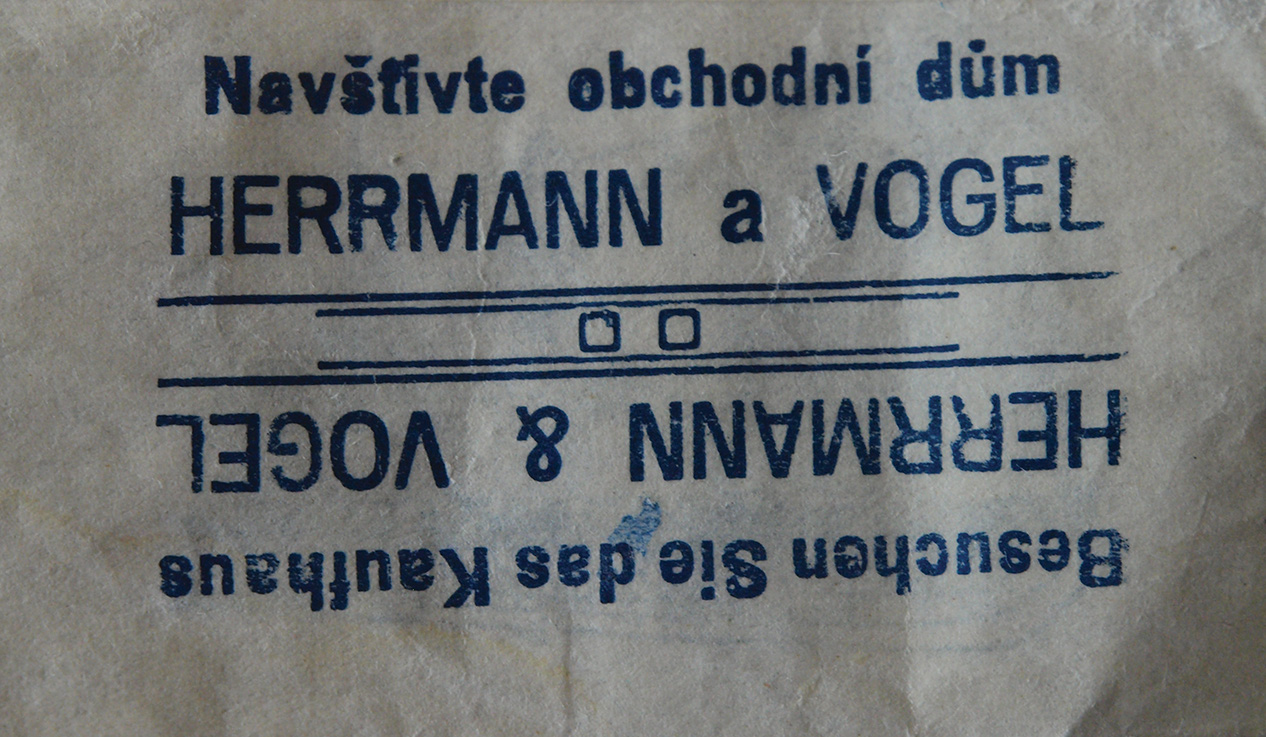 Navštivte obchodní dům
HERRMANN a VOGEL
Besuchen Sie das Kaufhaus
HERRMANN & VOGEL